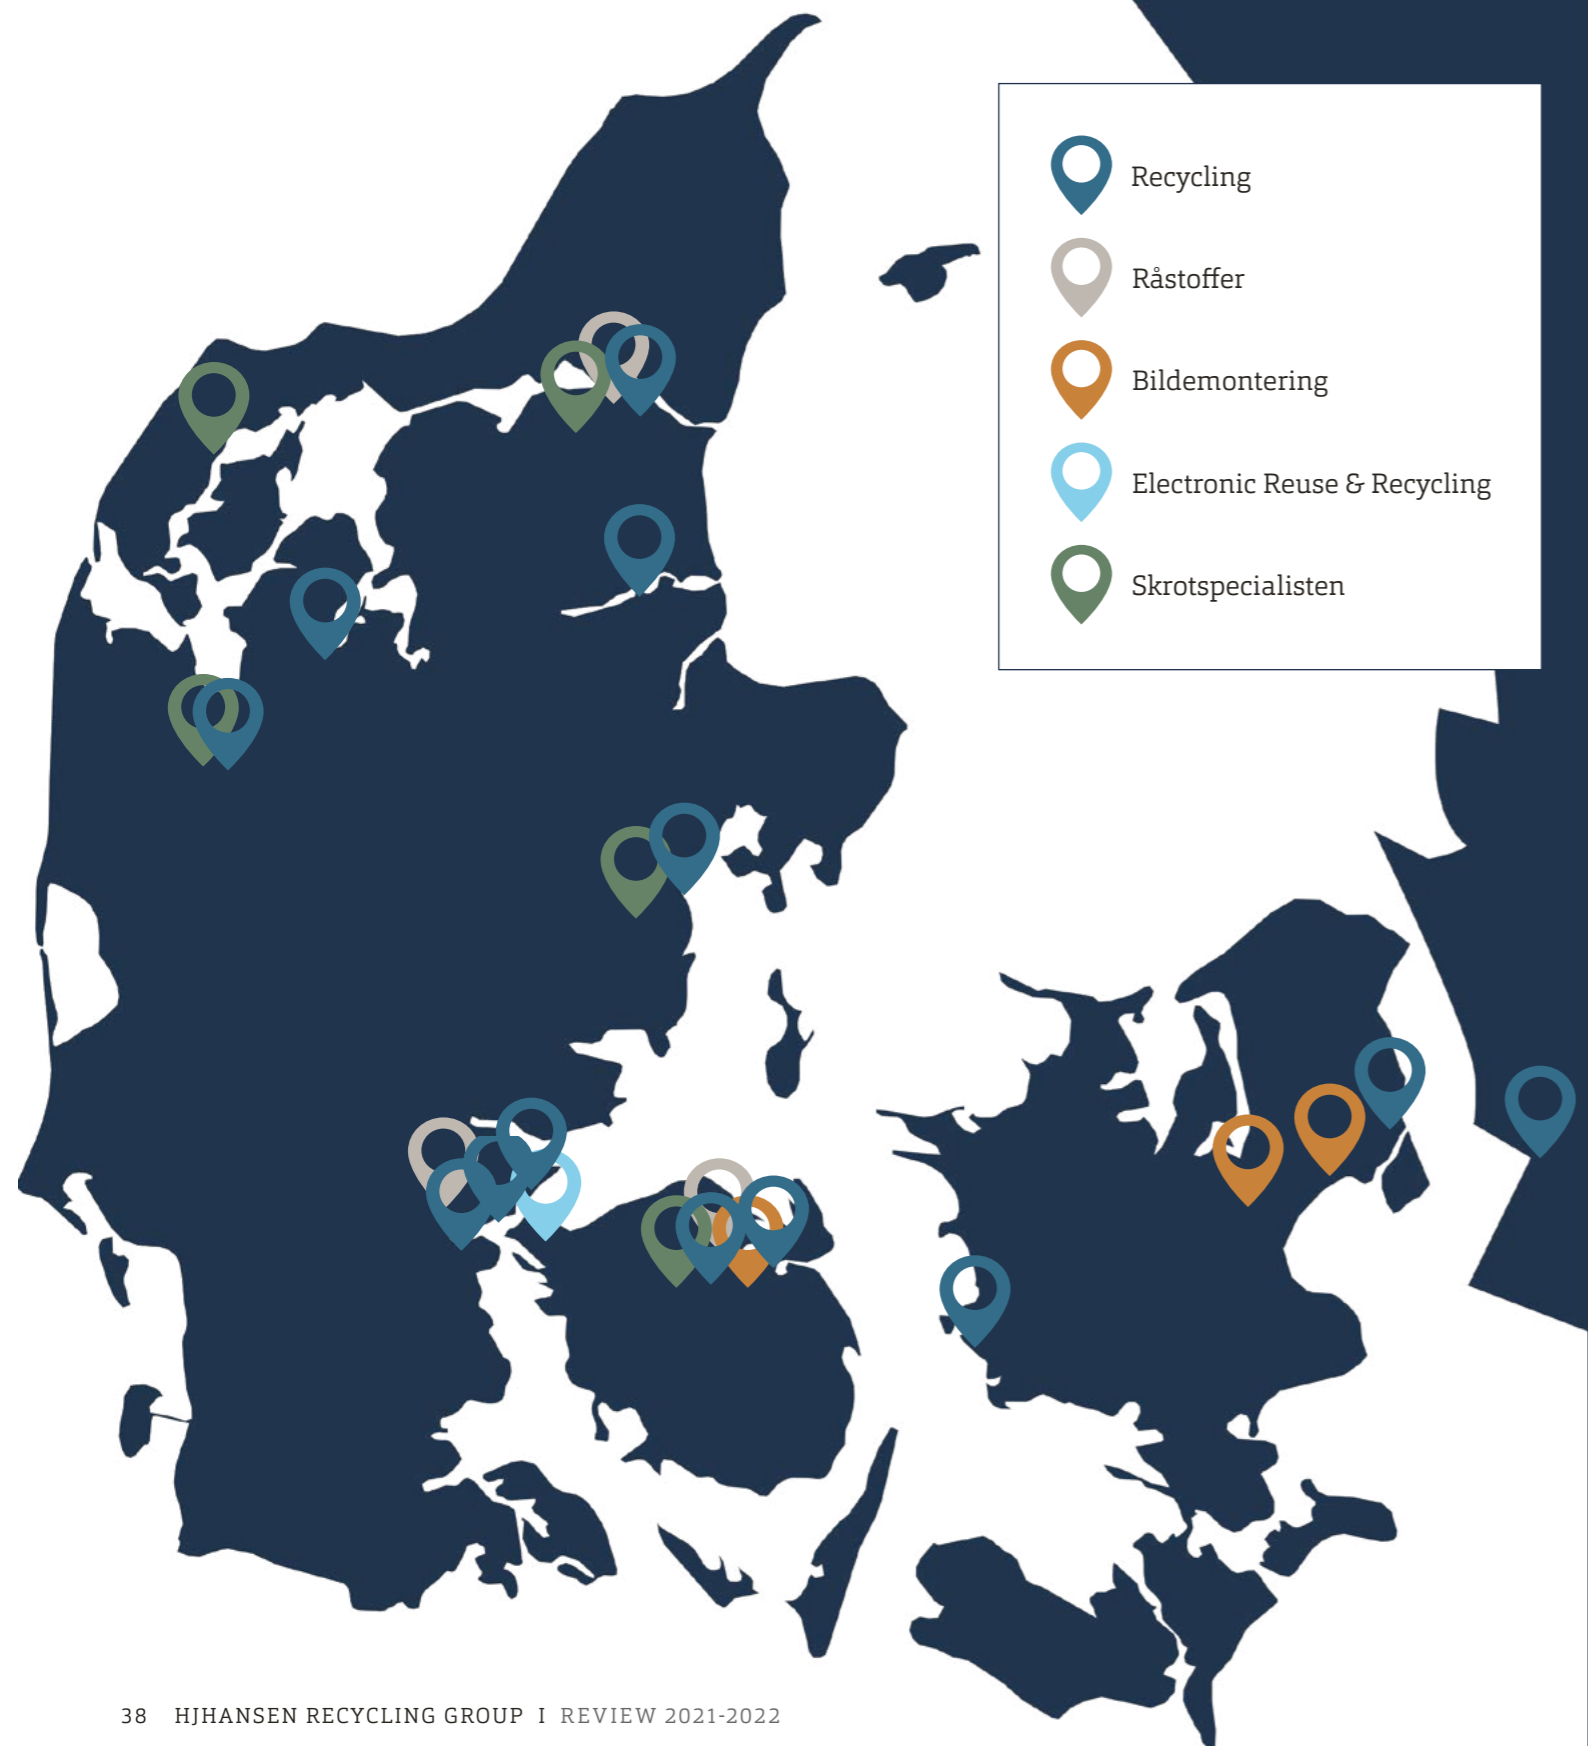 Recycling
Råstoffer
Bildemontering
Electronic Reuse & Recycling
Skrotspecialisten
38 HJHANSEN RECYCLING GROUP I REVIEW 2021-2022